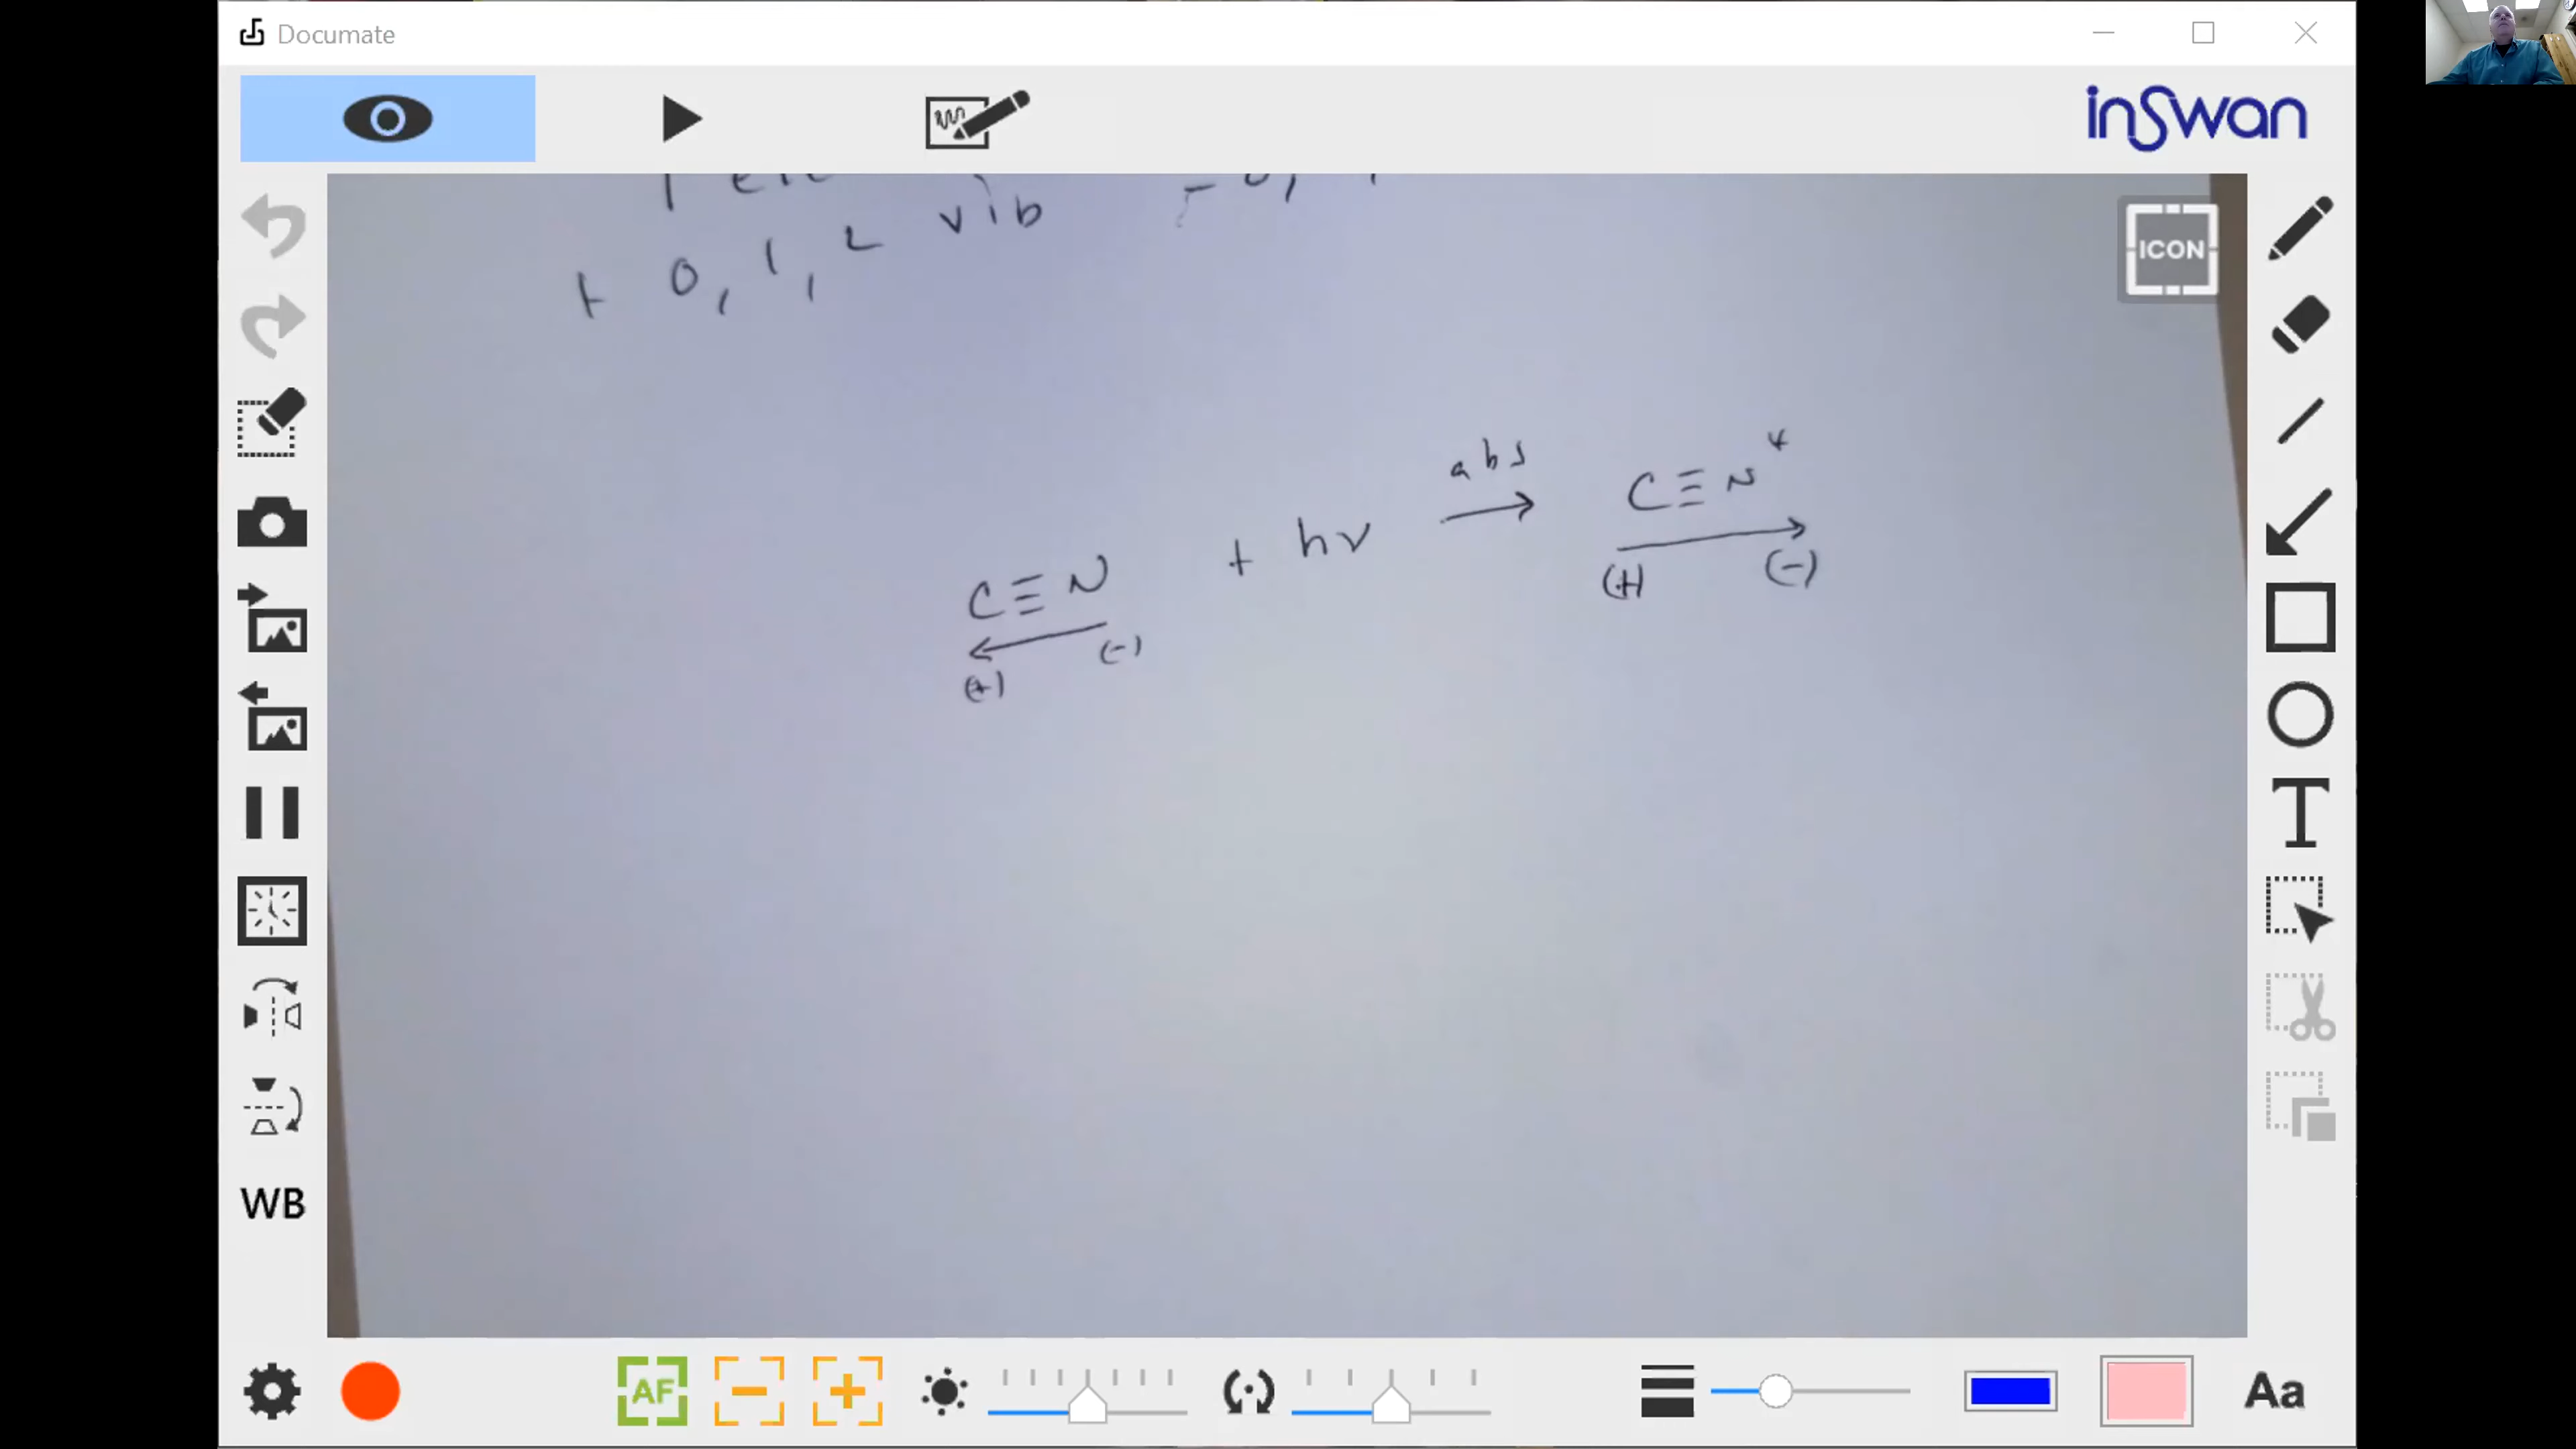 Documate
inSwan
ICON
+ 0, 1, 2 vib
abs
C≡N + hν → C≡N*
(+) (-)
(+) (-)
WB
AF
T
Aa